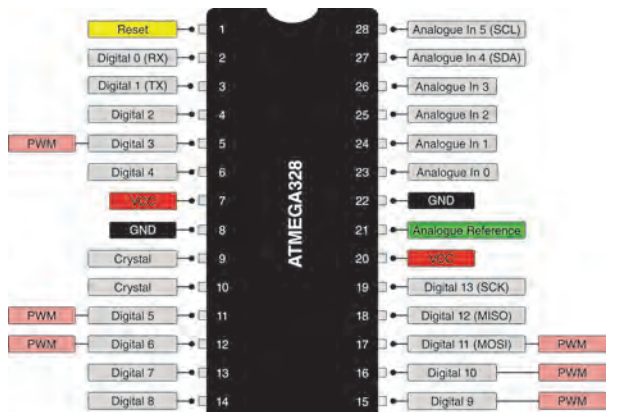 Reset 1 28 Analogue In 5 (SCL)
Digital 0 (RX) 2 27 Analogue In 4 (SDA)
Digital 1 (TX) 3 26 Analogue In 3
Digital 2 4 25 Analogue In 2
PWM Digital 3 5 24 Analogue In 1
Digital 4 6 23 Analogue In 0
VCC 7 22 GND
GND 8 21 Analogue Reference
Crystal 9 20 VCC
Crystal 10 19 Digital 13 (SCK)
PWM Digital 5 11 18 Digital 12 (MISO)
PWM Digital 6 12 17 Digital 11 (MOSI) PWM
Digital 7 13 16 Digital 10 PWM
Digital 8 14 15 Digital 9 PWM
ATMEGA328